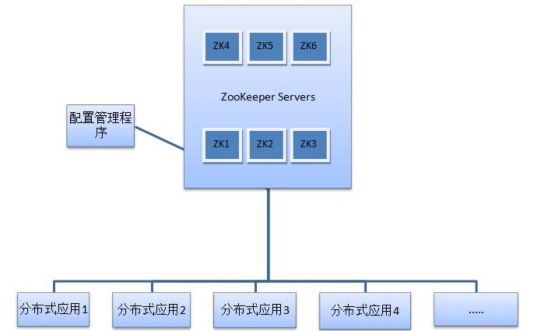 ZK4 ZK5 ZK6
ZooKeeper Servers
配置管理程
序
ZK1 ZK2 ZK3
分布式应用1 分布式应用2 分布式应用3 分布式应用4 .....